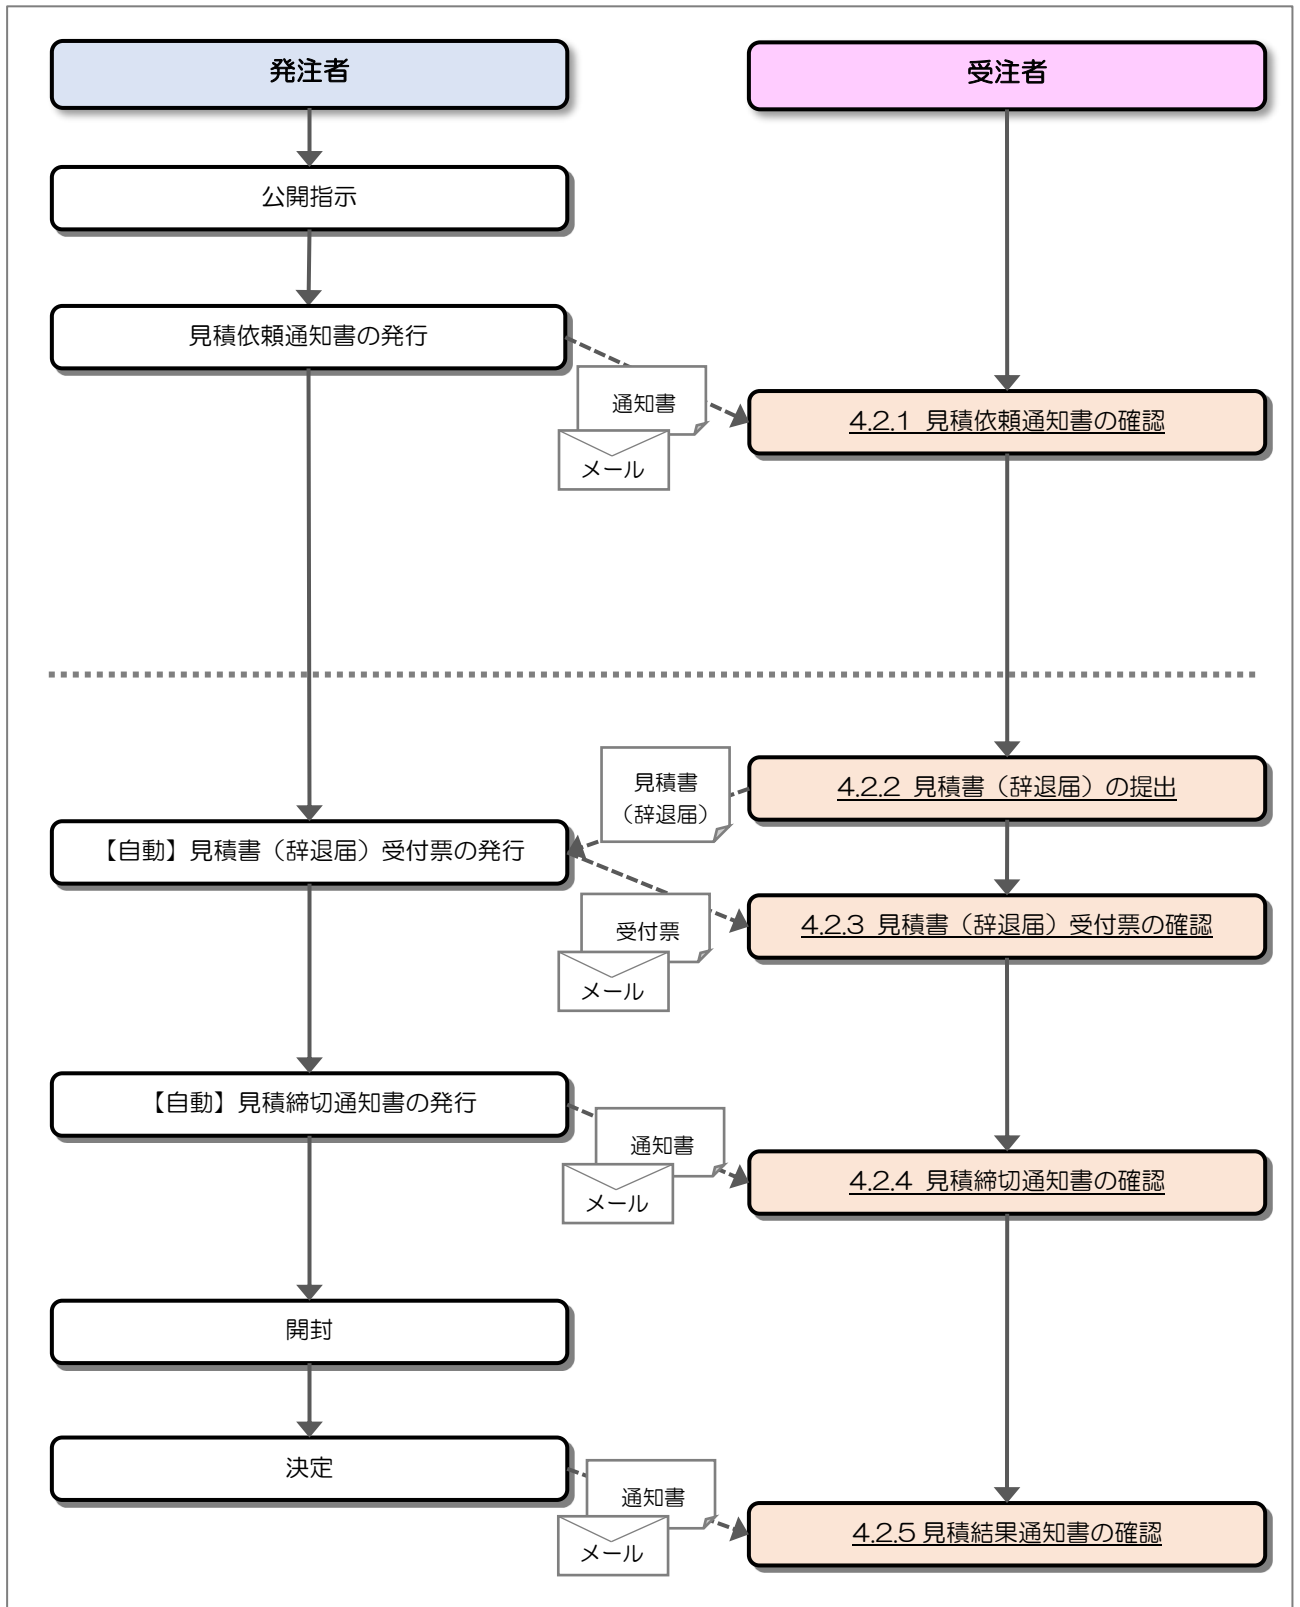 発注者
受注者
公開指示
見積依頼通知書の発行
通知書
メール
4.2.1 見積依頼通知書の確認
見積書
（辞退届）
4.2.2 見積書（辞退届）の提出
【自動】見積書（辞退届）受付票の発行
受付票
メール
4.2.3 見積書（辞退届）受付票の確認
【自動】見積締切通知書の発行
通知書
メール
4.2.4 見積締切通知書の確認
開封
決定
通知書
メール
4.2.5見積結果通知書の確認